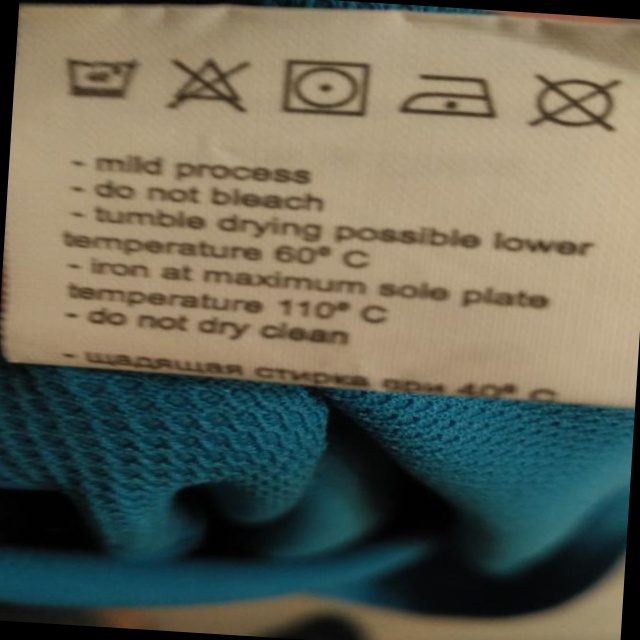 - mild process
- do not bleach
- tumble drying possible lower
temperature 60° C
- iron at maximum sole plate
temperature 110° C
- do not dry clean
- щадящая стирка при 40° C